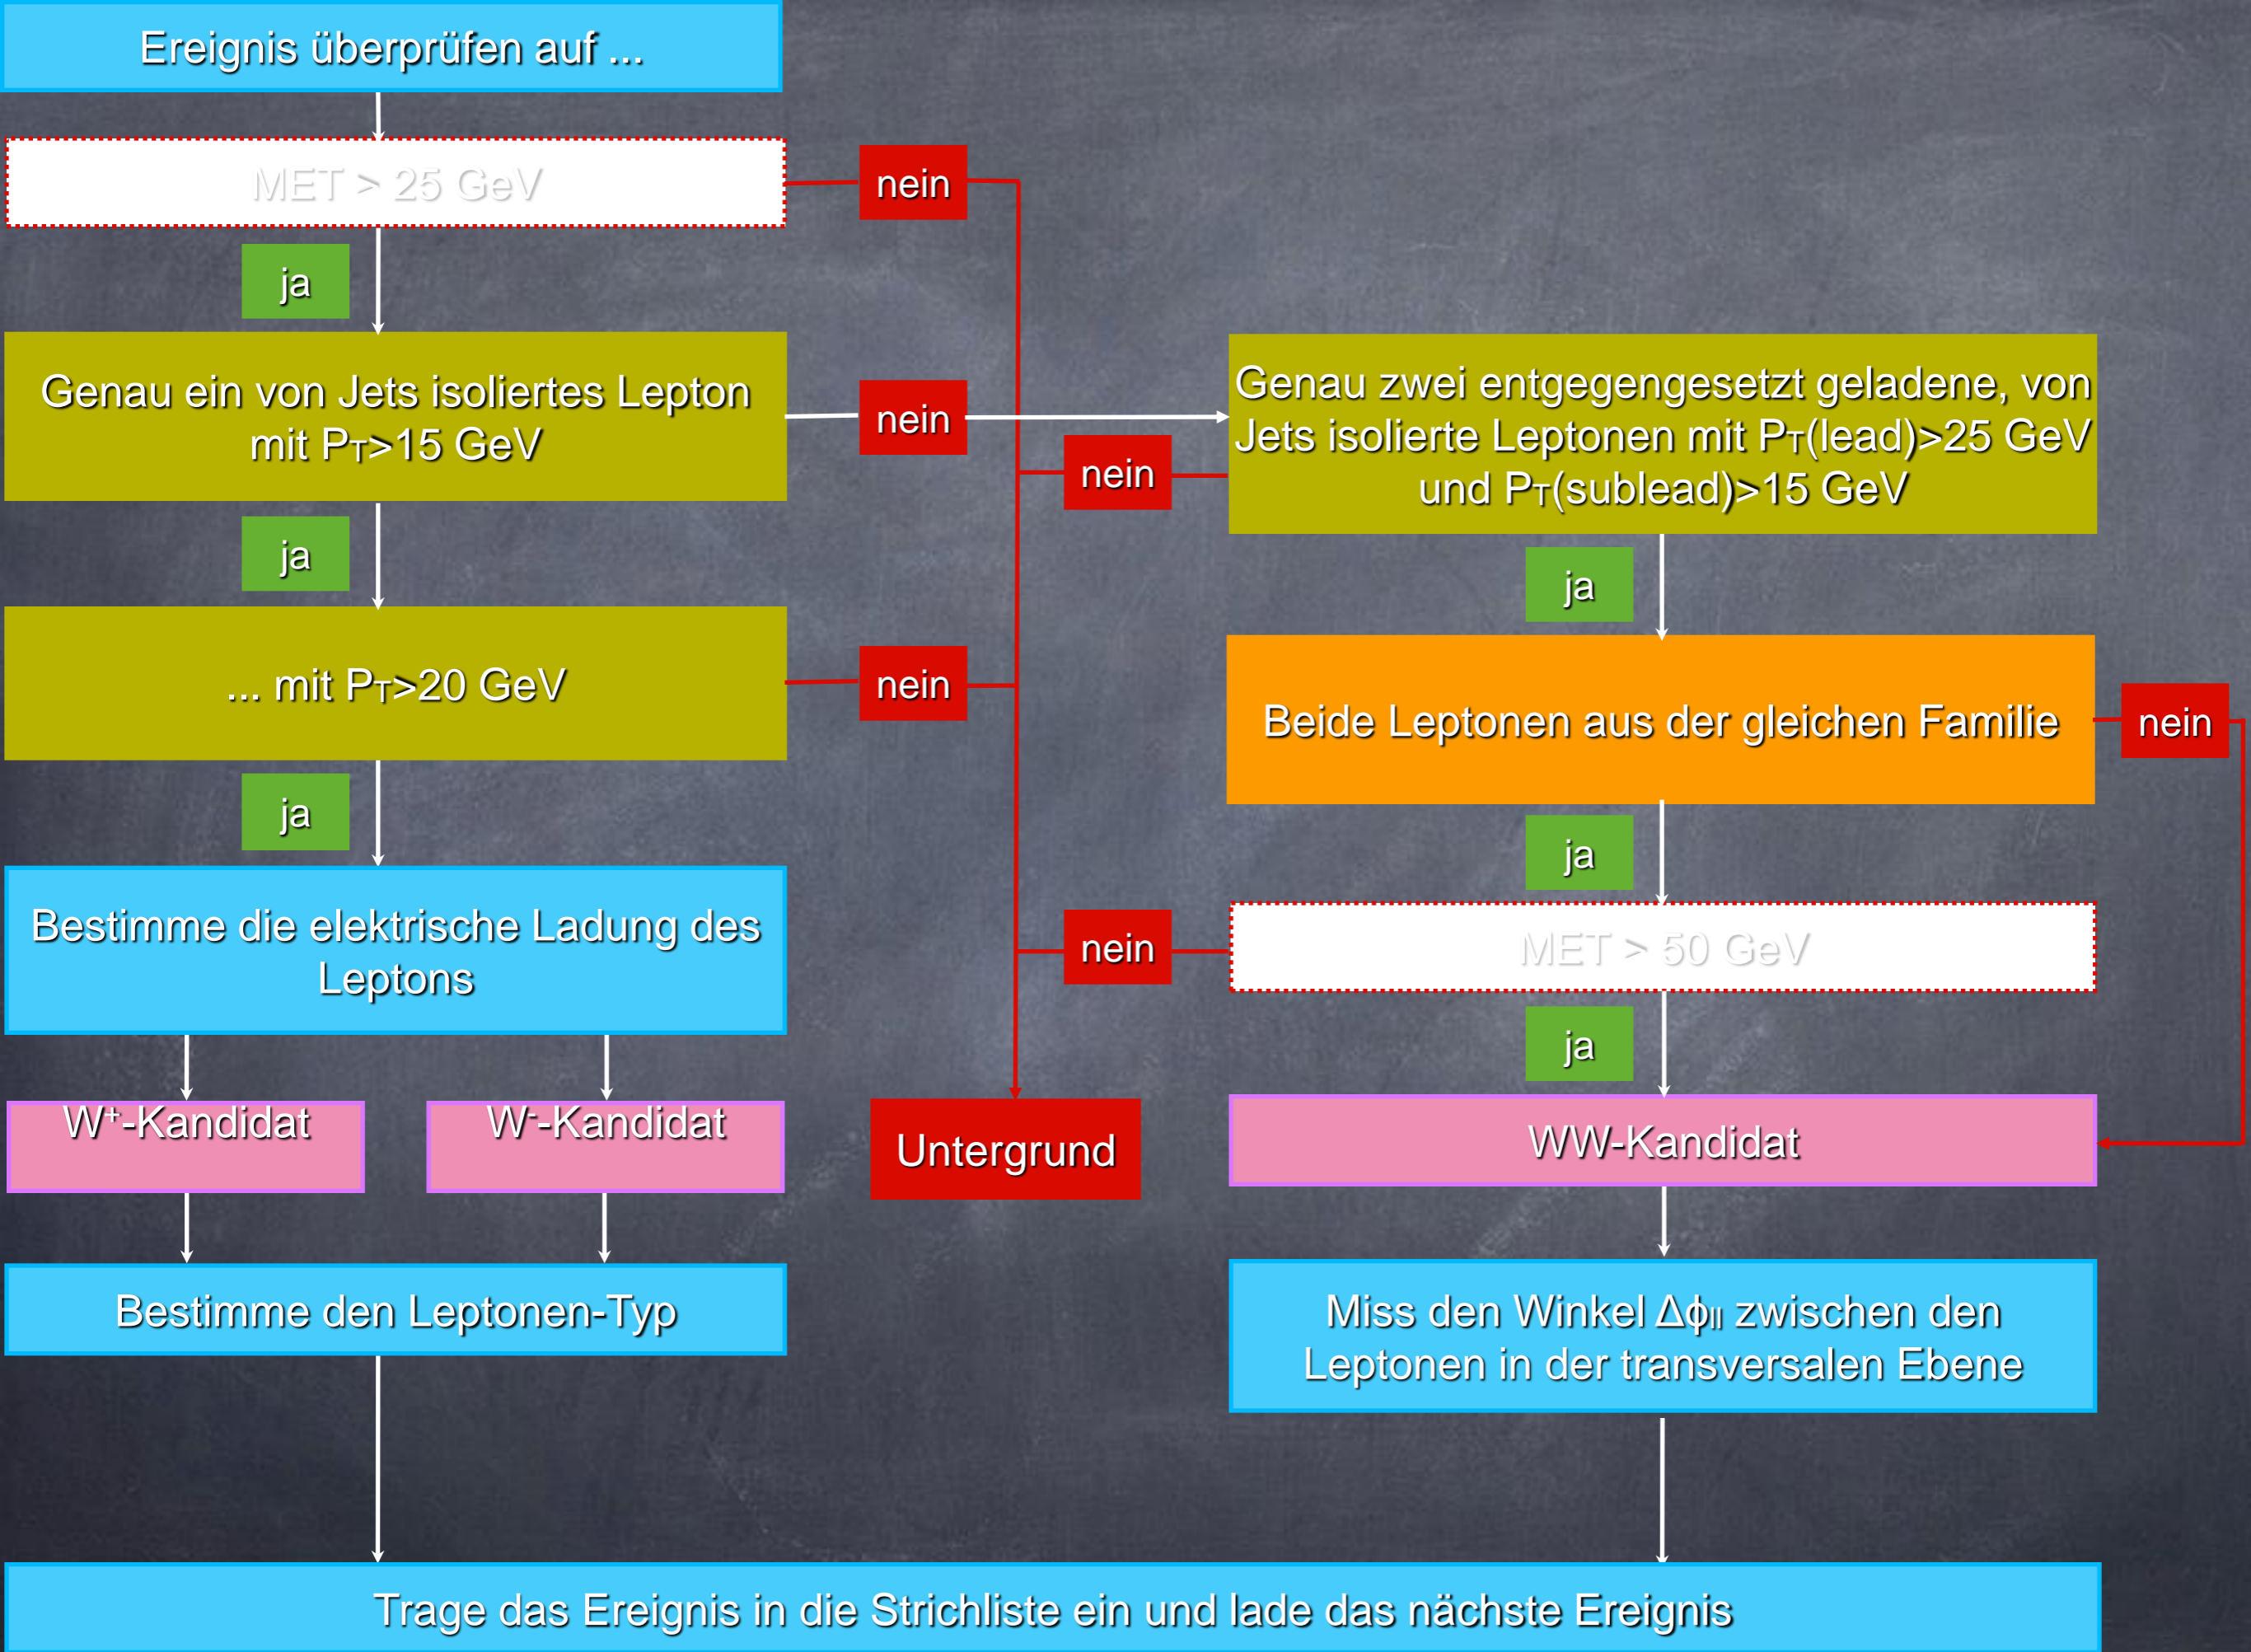 Ereignis überprüfen auf ...
MET > 25 GeV
nein
ja
Genau ein von Jets isoliertes Lepton
mit PT>15 GeV
nein
Genau zwei entgegengesetzt geladene, von
Jets isolierte Leptonen mit PT(lead)>25 GeV
und PT(sublead)>15 GeV
nein
ja
ja
... mit PT>20 GeV
nein
Beide Leptonen aus der gleichen Familie
nein
ja
ja
Bestimme die elektrische Ladung des
Leptons
MET > 50 GeV
nein
ja
W+-Kandidat
W--Kandidat
Untergrund
WW-Kandidat
Bestimme den Leptonen-Typ
Miss den Winkel Δϕll zwischen den
Leptonen in der transversalen Ebene
Trage das Ereignis in die Strichliste ein und lade das nächste Ereignis